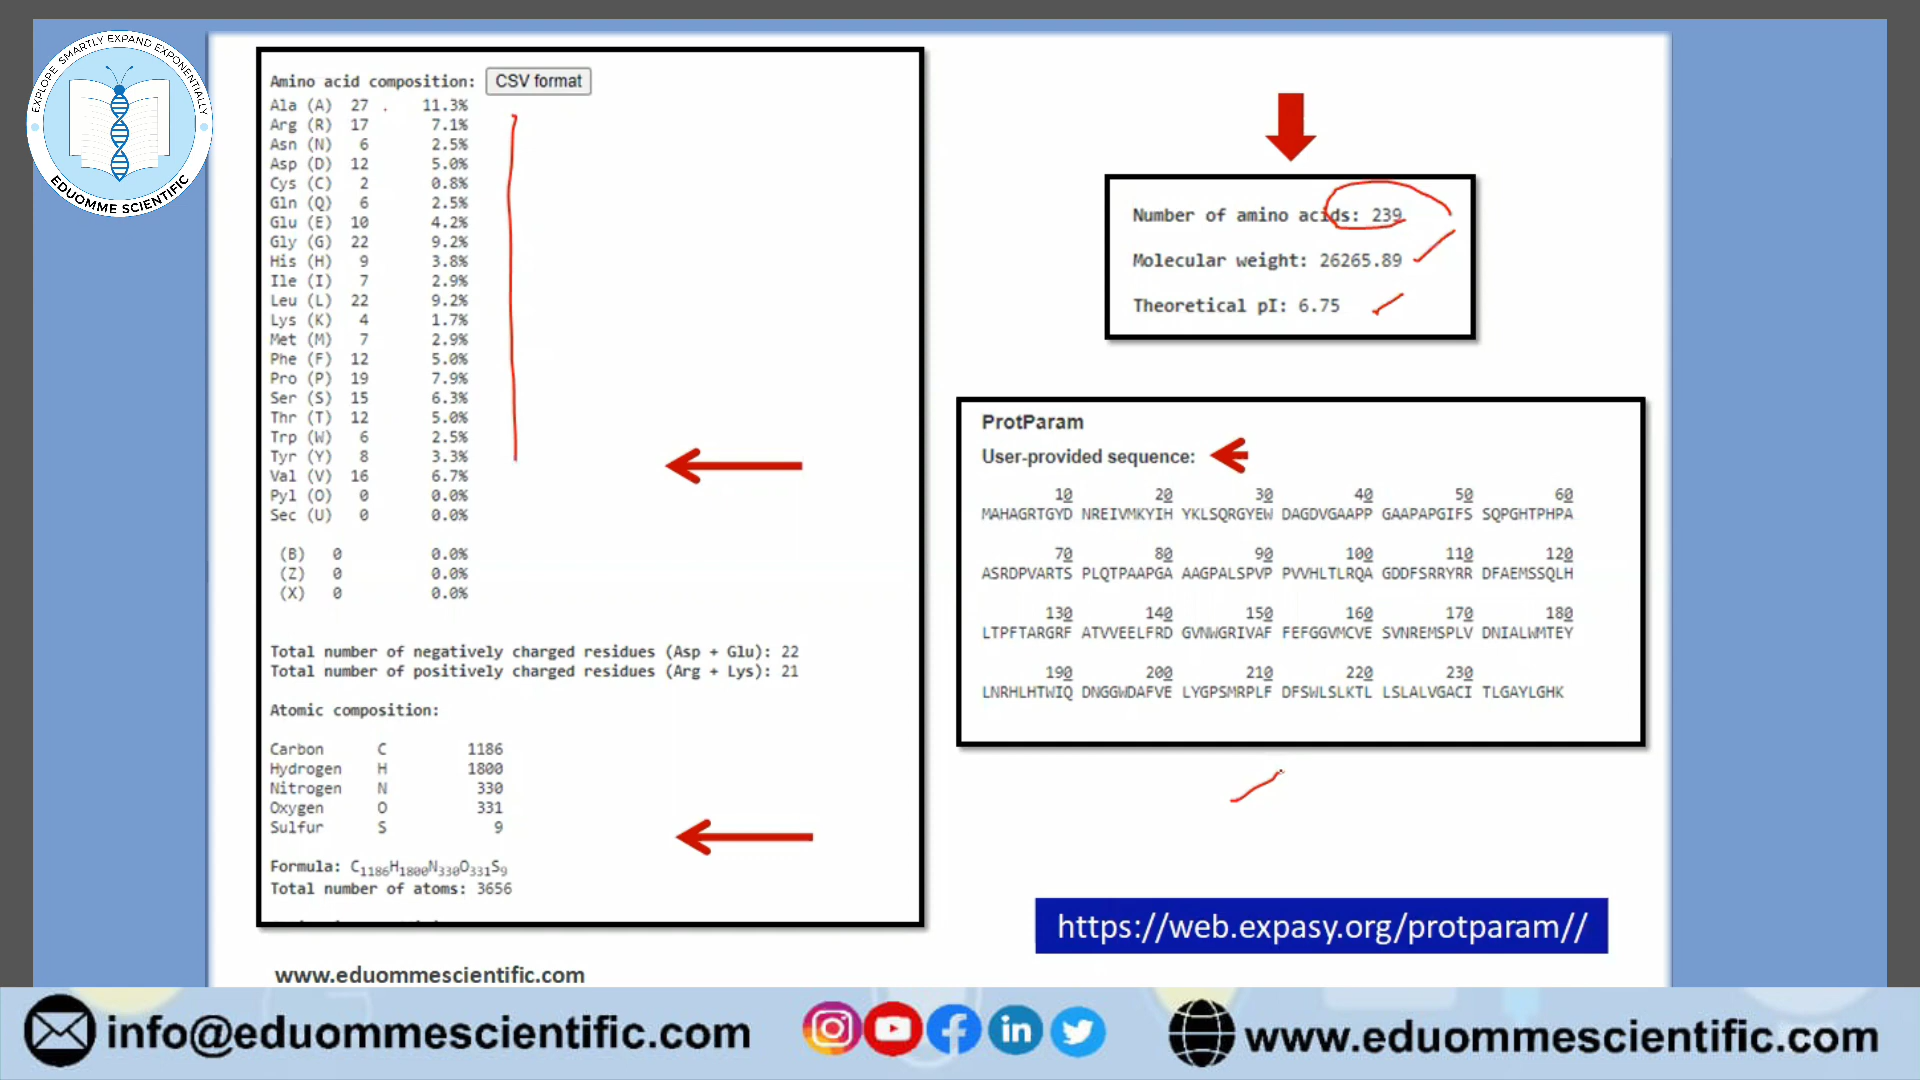 EXPLORE SMARTLY EXPAND EXPONENTIALLY
EDUOMME SCIENTIFIC
Amino acid composition: CSV format
Ala (A) 27 11.3%
Arg (R) 17 7.1%
Asn (N) 6 2.5%
Asp (D) 12 5.0%
Cys (C) 2 0.8%
Gln (Q) 6 2.5%
Glu (E) 10 4.2%
Gly (G) 22 9.2%
His (H) 9 3.8%
Ile (I) 7 2.9%
Leu (L) 22 9.2%
Lys (K) 4 1.7%
Met (M) 7 2.9%
Phe (F) 12 5.0%
Pro (P) 19 7.9%
Ser (S) 15 6.3%
Thr (T) 12 5.0%
Trp (W) 6 2.5%
Tyr (Y) 8 3.3%
Val (V) 16 6.7%
Pyl (O) 0 0.0%
Sec (U) 0 0.0%
(B) 0 0.0%
(Z) 0 0.0%
(X) 0 0.0%
Total number of negatively charged residues (Asp + Glu): 22
Total number of positively charged residues (Arg + Lys): 21
Atomic composition:
Carbon C 1186
Hydrogen H 1800
Nitrogen N 330
Oxygen O 331
Sulfur S 9
Formula: C1186H1800N330O331S9
Total number of atoms: 3656
Number of amino acids: 239
Molecular weight: 26265.89
Theoretical pI: 6.75
ProtParam
User-provided sequence:
10 20 30 40 50 60
MAHAGRTGYD NREIVMKYIH YKLSQRGYEW DAGDVGAAPP GAAPAPGIFS SQPGHTPHPA
70 80 90 100 110 120
ASRDPVARTS PLQTPAAPGA AAGPALSPVP PVVHLTLRQA GDDFSRRYRR DFAEMSSQLH
130 140 150 160 170 180
LTPFTARGRF ATVVEELFRD GVNWGRIVAF FEFGGVMCVE SVNREMSPLV DNIALWMTEY
190 200 210 220 230
LNRHLHTWIQ DNGGWDAFVE LYGPSMRPLF DFSWLSLKTL LSLALVGACI TLGAYLGHK
https://web.expasy.org/protparam//
www.eduommescientific.com
info@eduommescientific.com
www.eduommescientific.com